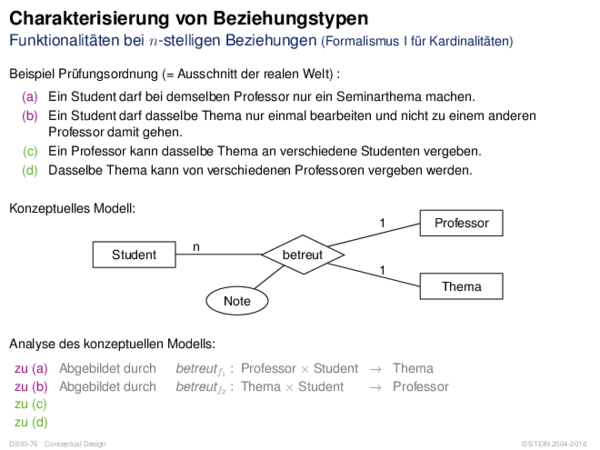 Charakterisierung von Beziehungstypen
Funktionalitäten bei n-stelligen Beziehungen (Formalismus I für Kardinalitäten)
Beispiel Prüfungsordnung (= Ausschnitt der realen Welt) :
(a) Ein Student darf bei demselben Professor nur ein Seminarthema machen.
(b) Ein Student darf dasselbe Thema nur einmal bearbeiten und nicht zu einem anderen
Professor damit gehen.
(c) Ein Professor kann dasselbe Thema an verschiedene Studenten vergeben.
(d) Dasselbe Thema kann von verschiedenen Professoren vergeben werden.
Konzeptuelles Modell:
1 Professor
Student n betreut
1 Thema
Note
Analyse des konzeptuellen Modells:
zu (a) Abgebildet durch betreut_f1 : Professor × Student → Thema
zu (b) Abgebildet durch betreut_f2 : Thema × Student → Professor
zu (c)
zu (d)
DB:III-76 Conceptual Design © STEIN 2004-2018